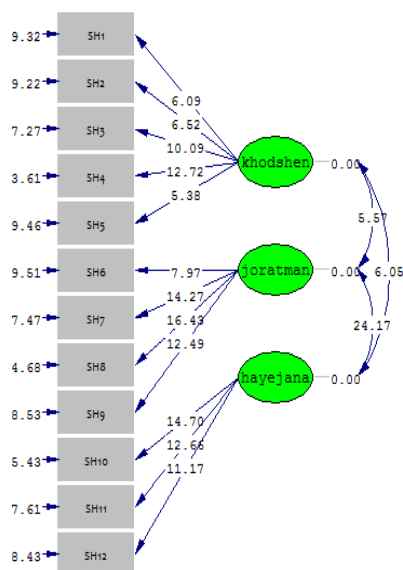 9.32 SH1
9.22 SH2
6.09
7.27 SH3
6.52
10.09
khodshen 0.00
3.61 SH4
12.72
9.46 SH5
5.38
5.57
9.51 SH6
7.97
joratman 0.00 6.05
7.47 SH7
14.27
16.43
24.17
4.68 SH8
12.49
8.53 SH9
hayejana 0.00
14.70
5.43 SH10
12.66
11.17
7.61 SH11
8.43 SH12